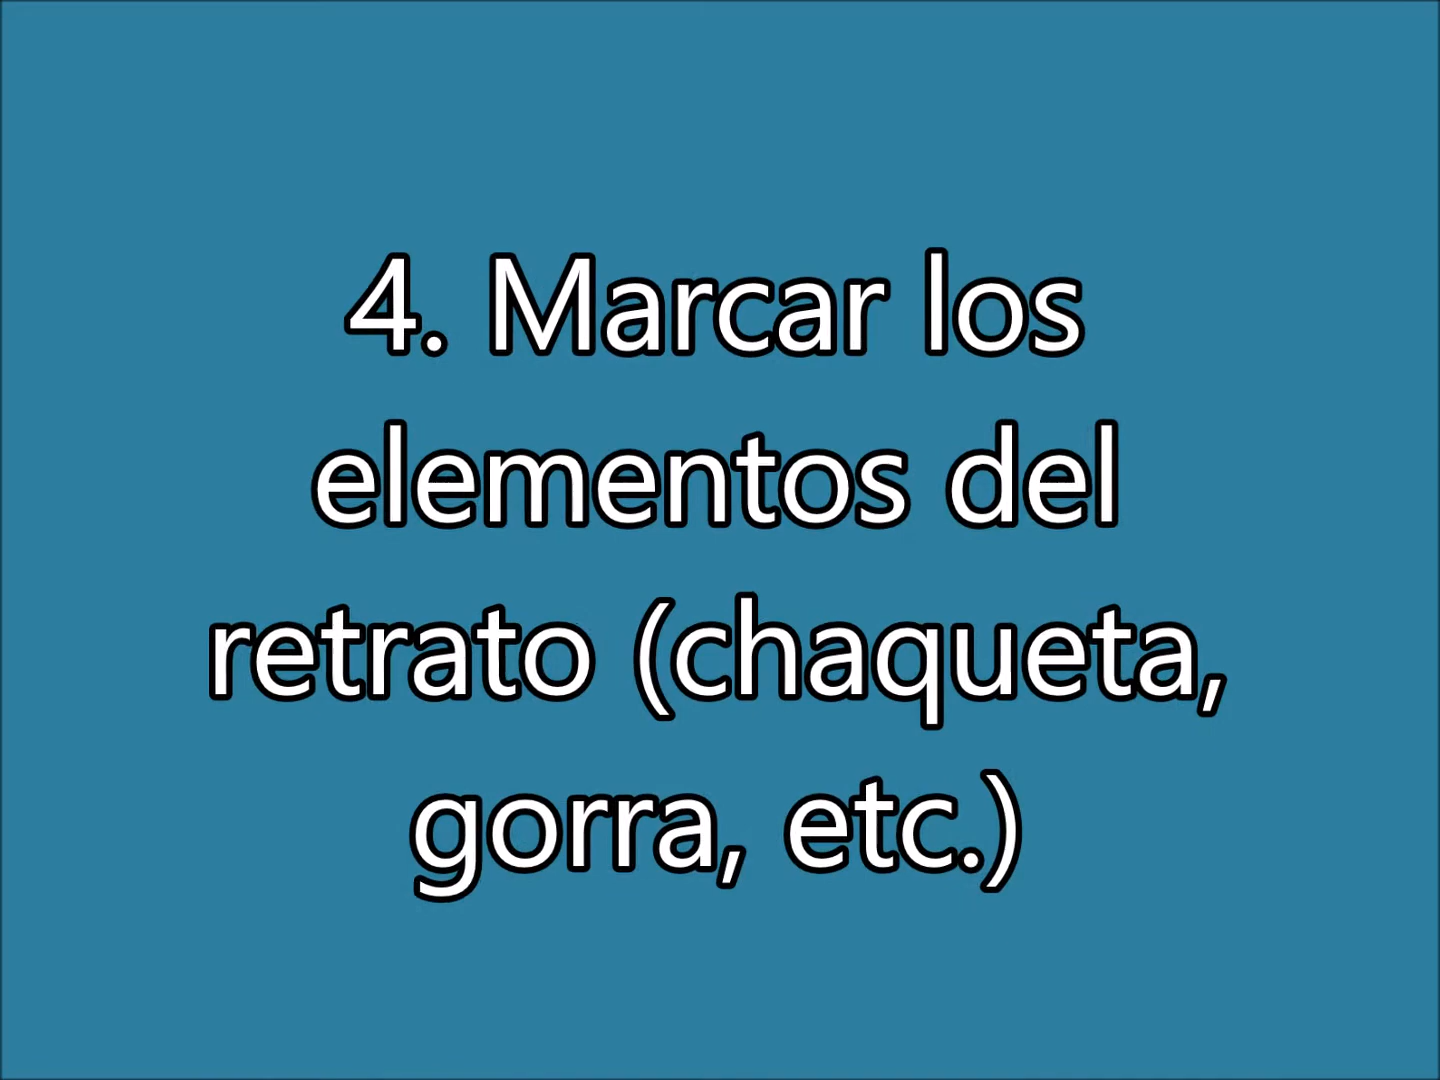 4. Marcar los
elementos del
retrato (chaqueta,
gorra, etc.)